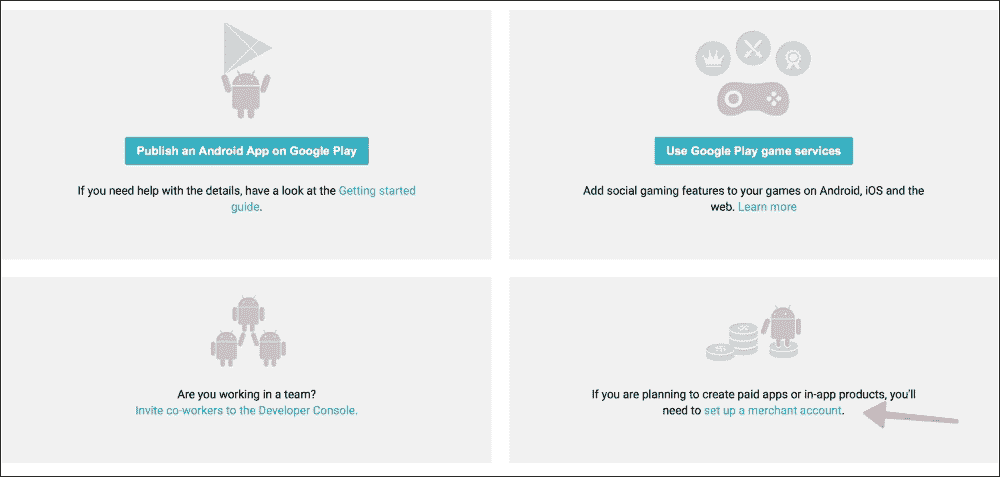 Publish an Android App on Google Play
If you need help with the details, have a look at the Getting started
guide.
Use Google Play game services
Add social gaming features to your games on Android, iOS and the
web. Learn more
Are you working in a team?
Invite co-workers to the Developer Console.
If you are planning to create paid apps or in-app products, you'll
need to set up a merchant account.